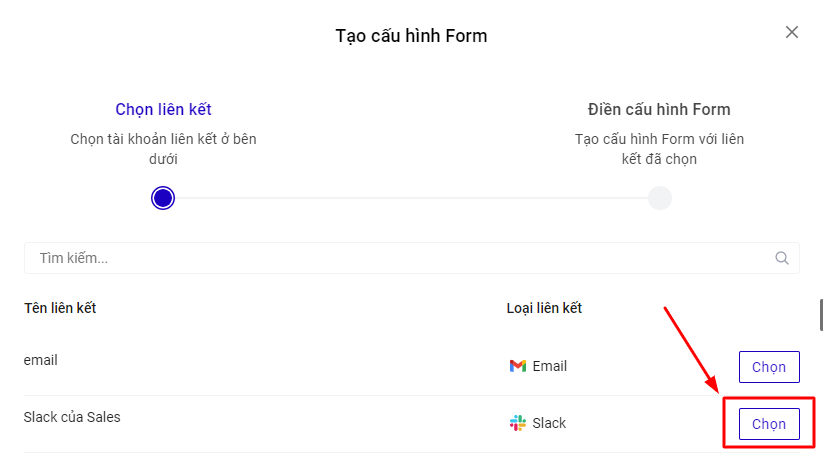 Tạo cấu hình Form
Chọn liên kết
Chọn tài khoản liên kết ở bên
dưới
Điền cấu hình Form
Tạo cấu hình Form với liên
kết đã chọn
Tìm kiếm...
Tên liên kết
Loại liên kết
email
Email
Chọn
Slack của Sales
Slack
Chọn